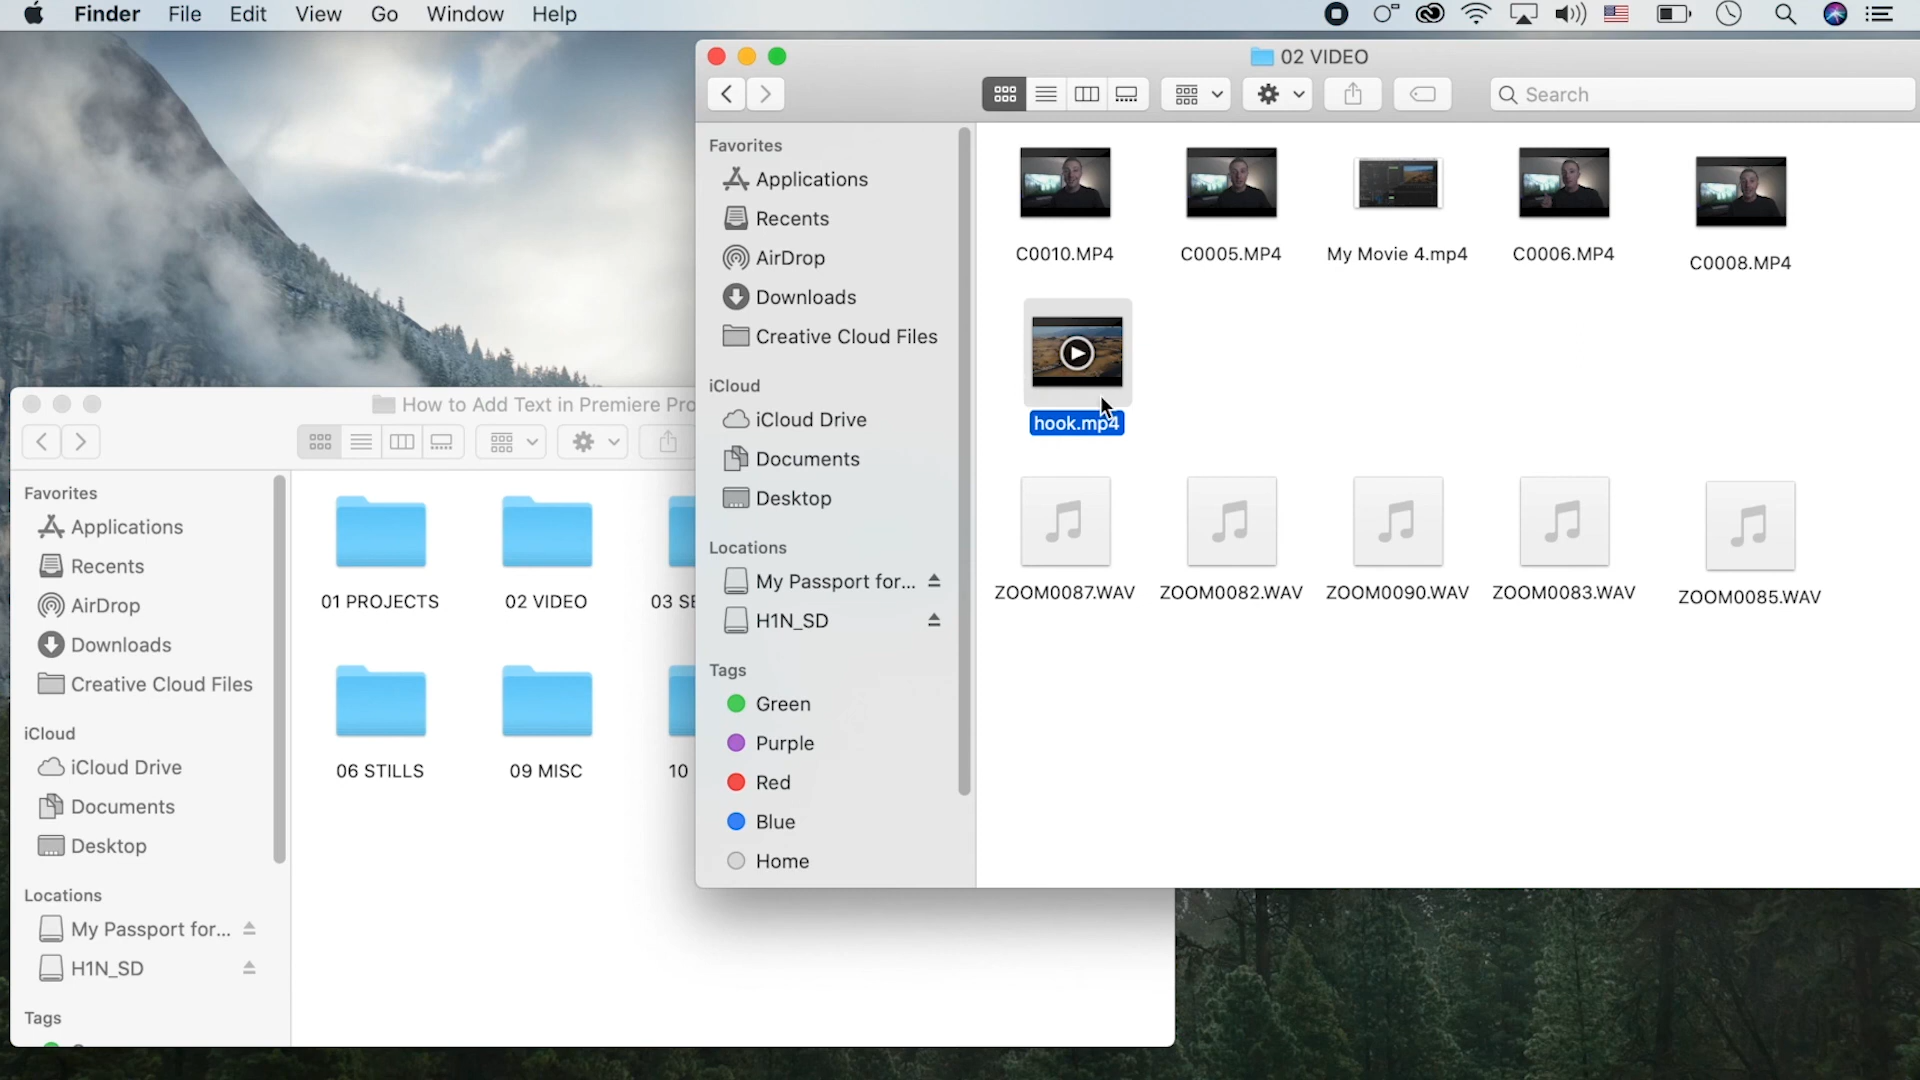 Finder File Edit View Go Window Help
02 VIDEO
Search
Favorites
Applications
Recents
AirDrop
Downloads
Creative Cloud Files
iCloud
iCloud Drive
Documents
Desktop
Locations
My Passport for...
H1N_SD
Tags
Green
Purple
Red
Blue
Home
C0010.MP4 C0005.MP4 My Movie 4.mp4 C0006.MP4 C0008.MP4
hook.mp4
ZOOM0087.WAV ZOOM0082.WAV ZOOM0090.WAV ZOOM0083.WAV ZOOM0085.WAV
How to Add Text in Premiere Pro
Favorites
Applications
Recents
AirDrop
Downloads
Creative Cloud Files
iCloud
iCloud Drive
Documents
Desktop
Locations
My Passport for...
H1N_SD
Tags
01 PROJECTS 02 VIDEO 03 SE
06 STILLS 09 MISC 10